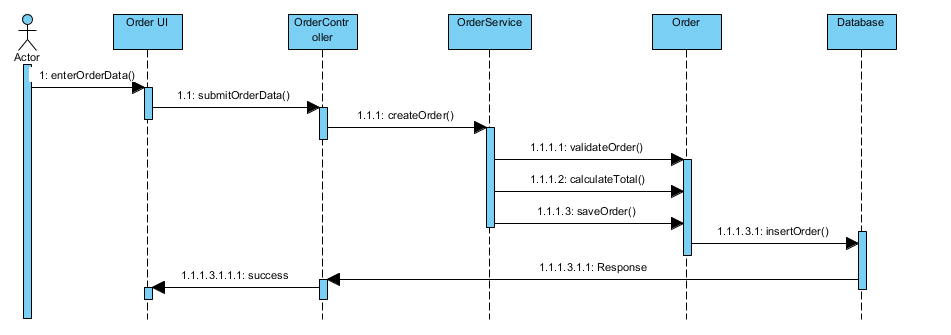 Order UI
OrderContr
oller
OrderService
Order
Database
Actor
1: enterOrderData()
1.1: submitOrderData()
1.1.1: createOrder()
1.1.1.1: validateOrder()
1.1.1.2: calculateTotal()
1.1.1.3: saveOrder()
1.1.1.3.1: insertOrder()
1.1.1.3.1.1: Response
1.1.1.3.1.1.1: success